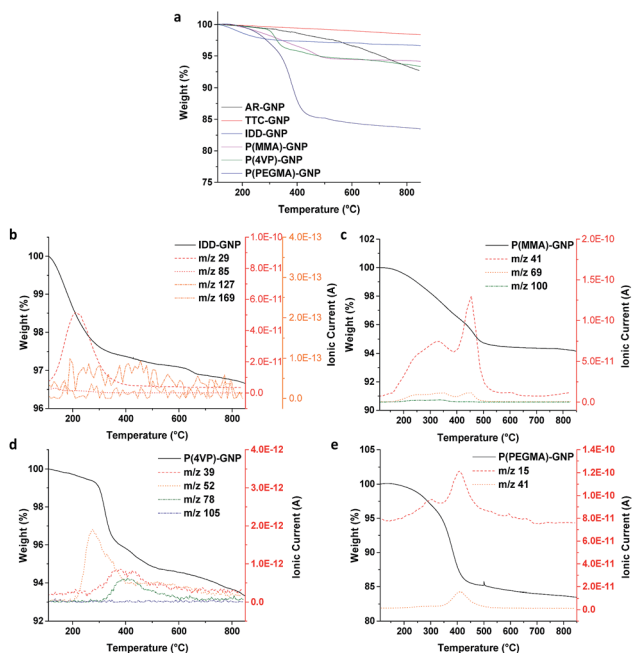 a
100
95
90
85
80
75
Weight (%)
AR-GNP
TTC-GNP
IDD-GNP
P(MMA)-GNP
P(4VP)-GNP
P(PEGMA)-GNP
200
400
600
800
Temperature (°C)
b
100
99
98
97
96
Weight (%)
IDD-GNP
m/z 29
m/z 85
m/z 127
m/z 169
1.0E-10
8.0E-11
6.0E-11
4.0E-11
2.0E-11
0.0
4.0E-13
3.0E-13
2.0E-13
1.0E-13
0.0
Ionic Current (A)
200 300 400 500 600 700 800
Temperature (°C)
c
102
100
98
96
94
92
90
Weight (%)
P(MMA)-GNP
m/z 41
m/z 69
m/z 100
2.0E-10
1.5E-10
1.0E-10
5.0E-11
0.0
Ionic Current (A)
200 300 400 500 600 700 800
Temperature (°C)
d
100
98
96
94
92
Weight (%)
P(4VP)-GNP
m/z 39
m/z 52
m/z 78
m/z 105
4.0E-12
3.0E-12
2.0E-12
1.0E-12
0.0
Ionic Current (A)
200 300 400 500 600 700 800
Temperature (°C)
e
105
100
95
90
85
80
Weight (%)
P(PEGMA)-GNP
m/z 15
m/z 41
1.4E-10
1.2E-10
1.0E-10
8.0E-11
6.0E-11
4.0E-11
2.0E-11
0.0
Ionic Current (A)
200 300 400 500 600 700 800
Temperature (°C)